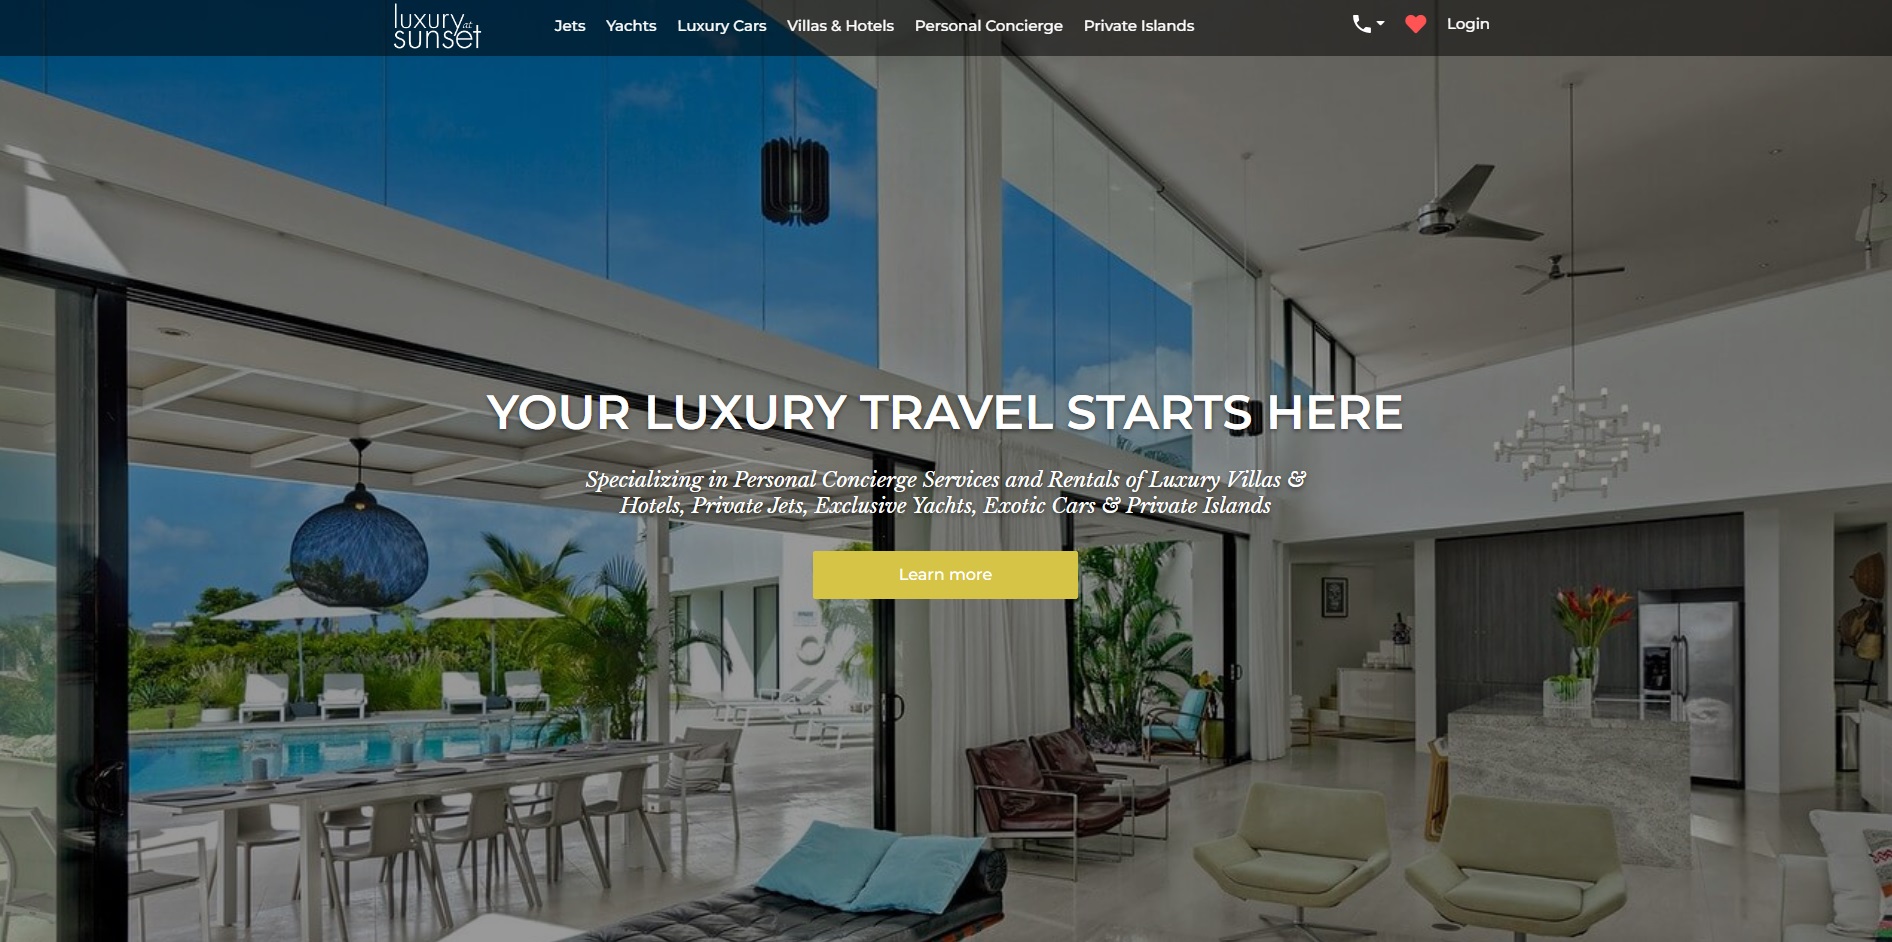 luxury at
sunset
Jets
Yachts
Luxury Cars
Villas & Hotels
Personal Concierge
Private Islands
Login
YOUR LUXURY TRAVEL STARTS HERE
Specializing in Personal Concierge Services and Rentals of Luxury Villas &
Hotels, Private Jets, Exclusive Yachts, Exotic Cars & Private Islands
Learn more